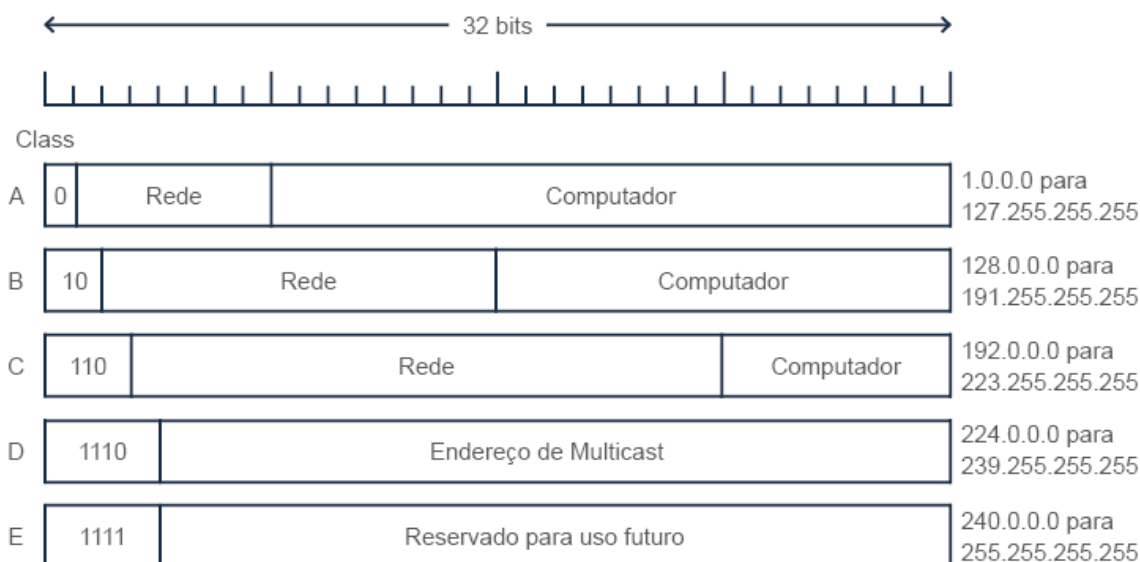 32 bits
Class
A 0 Rede Computador 1.0.0.0 para
127.255.255.255
B 10 Rede Computador 128.0.0.0 para
191.255.255.255
C 110 Rede Computador 192.0.0.0 para
223.255.255.255
D 1110 Endereço de Multicast 224.0.0.0 para
239.255.255.255
E 1111 Reservado para uso futuro 240.0.0.0 para
255.255.255.255